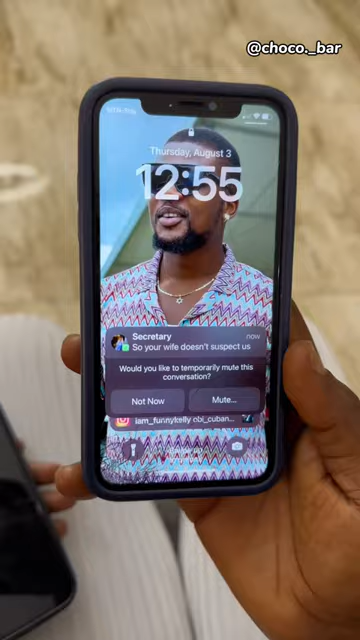 @choco._bar
Thursday, August 3
12:55
Secretary
now
So your wife doesn't suspect us
Would you like to temporarily mute this
conversation?
Not Now
Mute...
iam_funnykelly obi_cuban...